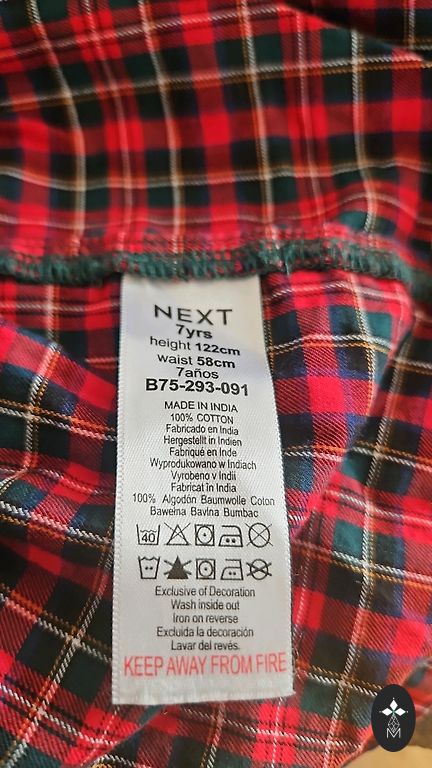 NEXT
7yrs
height 122cm
waist 58cm
7años
B75-293-091
MADE IN INDIA
100% COTTON
Fabricado en India
Hergestellt in Indien
Fabriqué en Inde
Wyprodukowano w Indiach
Vyrobeno v Indii
Fabricat în India
100% Algodón Baumwolle Coton
Baweina Bavlna Bumbac
40
Exclusive of Decoration
Wash inside out
Iron on reverse
Excluida la decoración
Lavar del revés.
KEEP AWAY FROM FIRE
M